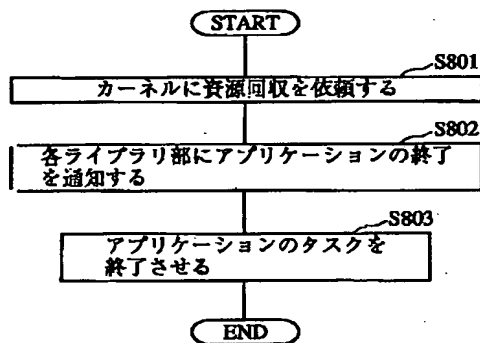 START
S801
カーネルに資源回収を依頼する
S802
各ライブラリ部にアプリケーションの終了
を通知する
S803
アプリケーションのタスクを
終了させる
END